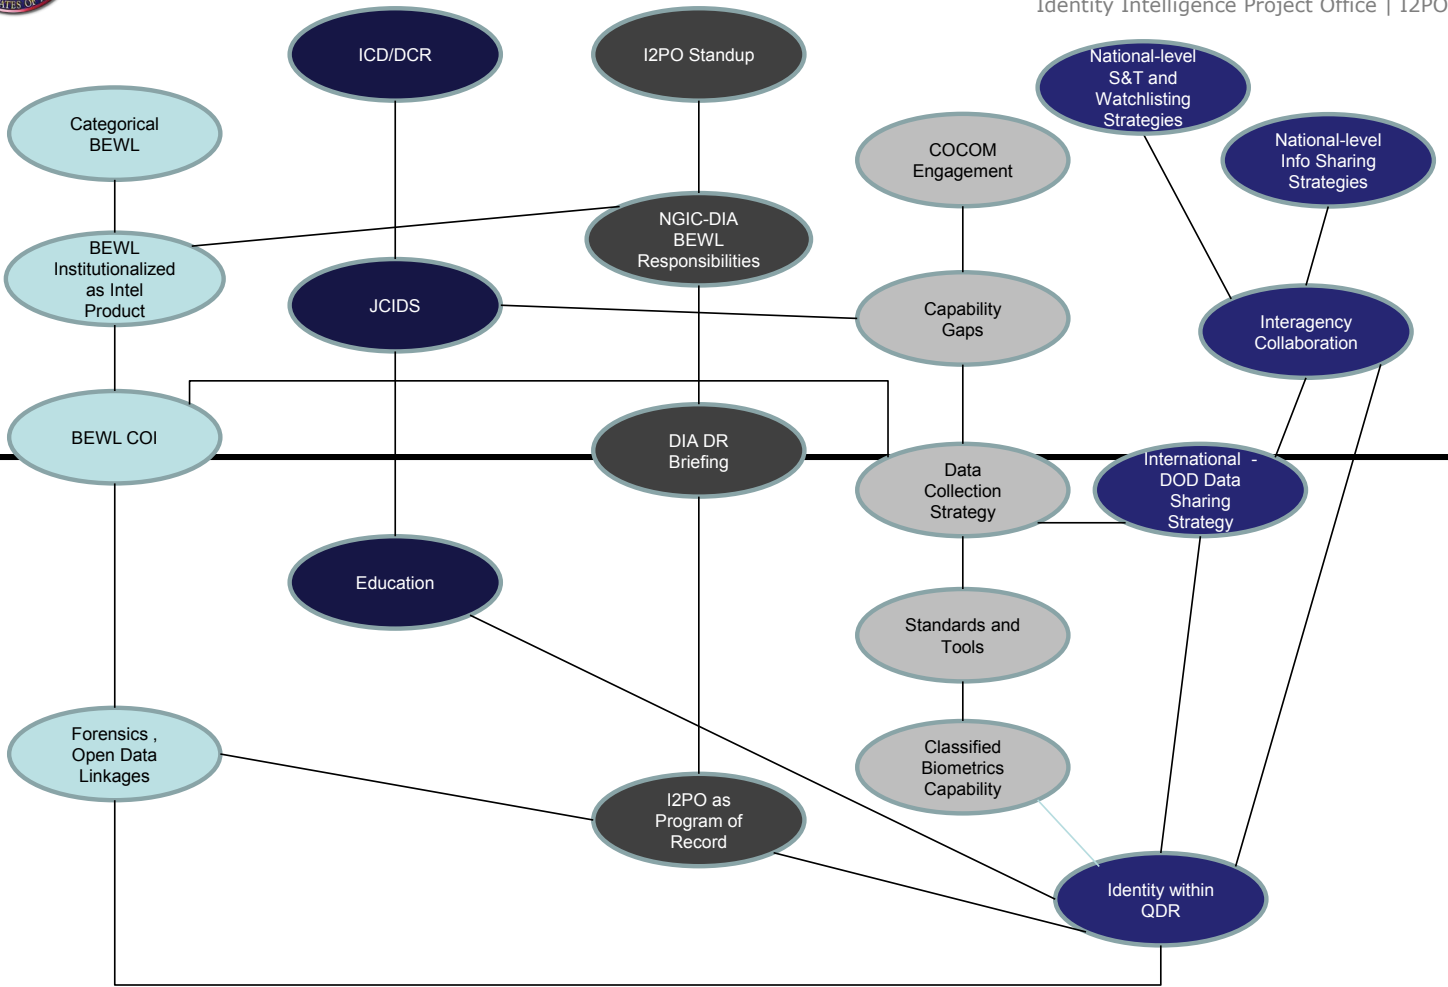 ATES OF
Identity Intelligence Project Office | I2PO
ICD/DCR
I2PO Standup
National-level
S&T and
Watchlisting
Strategies
Categorical
BEWL
COCOM
Engagement
National-level
Info Sharing
Strategies
BEWL
Institutionalized
as Intel
Product
NGIC-DIA
BEWL
Responsibilities
JCIDS
Capability
Gaps
Interagency
Collaboration
BEWL COI
DIA DR
Briefing
Data
Collection
Strategy
International -
DOD Data
Sharing
Strategy
Education
Standards and
Tools
Forensics ,
Open Data
Linkages
I2PO as
Program of
Record
Classified
Biometrics
Capability
Identity within
QDR